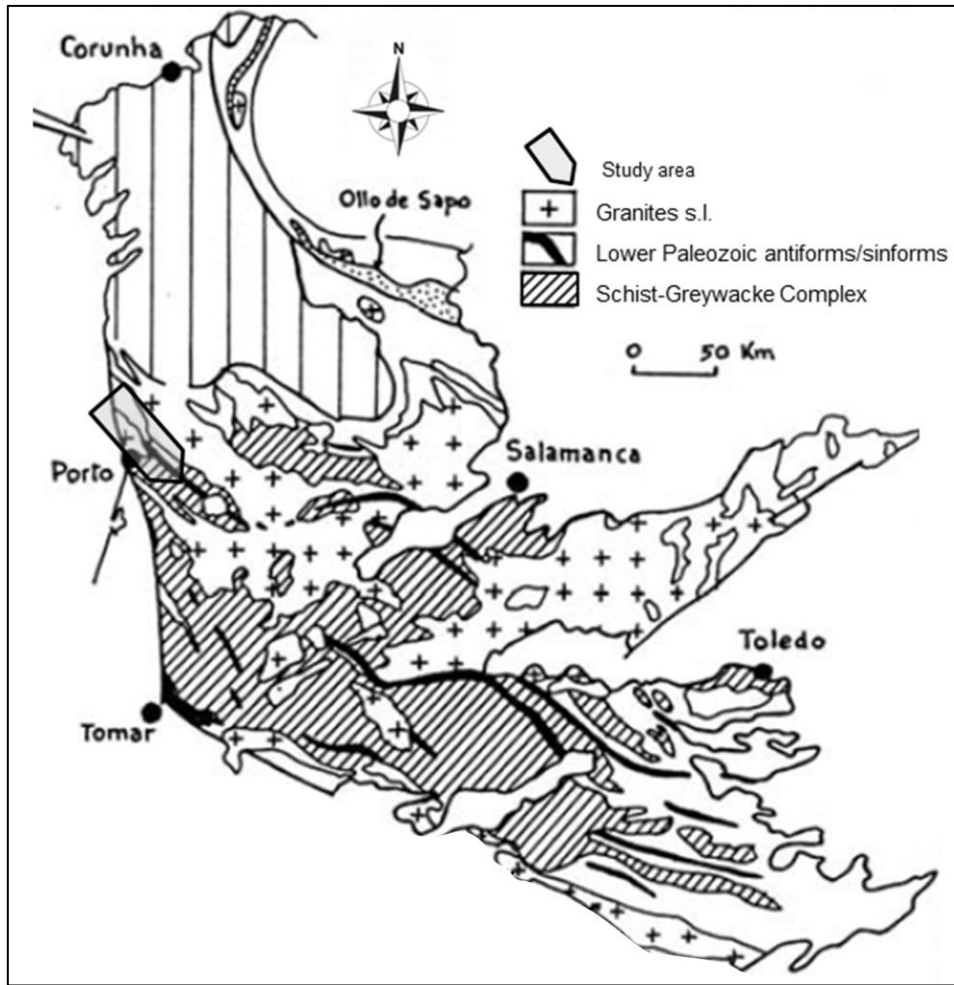 Corunha
N
Ollo de Sapo
Study area
Granites s.l.
Lower Paleozoic antiforms/sinforms
Schist-Greywacke Complex
0 50 Km
Salamanca
Porto
Toledo
Tomar